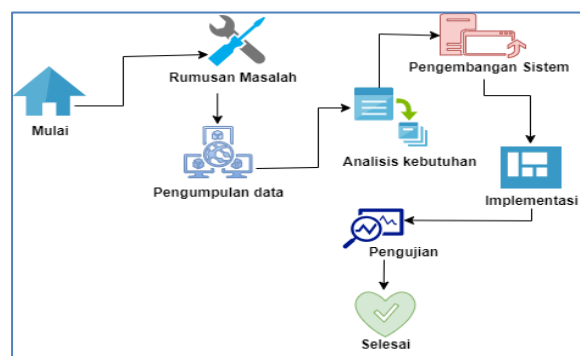 Mulai
Rumusan Masalah
Pengumpulan data
Analisis kebutuhan
Pengembangan Sistem
Implementasi
Pengujian
Selesai